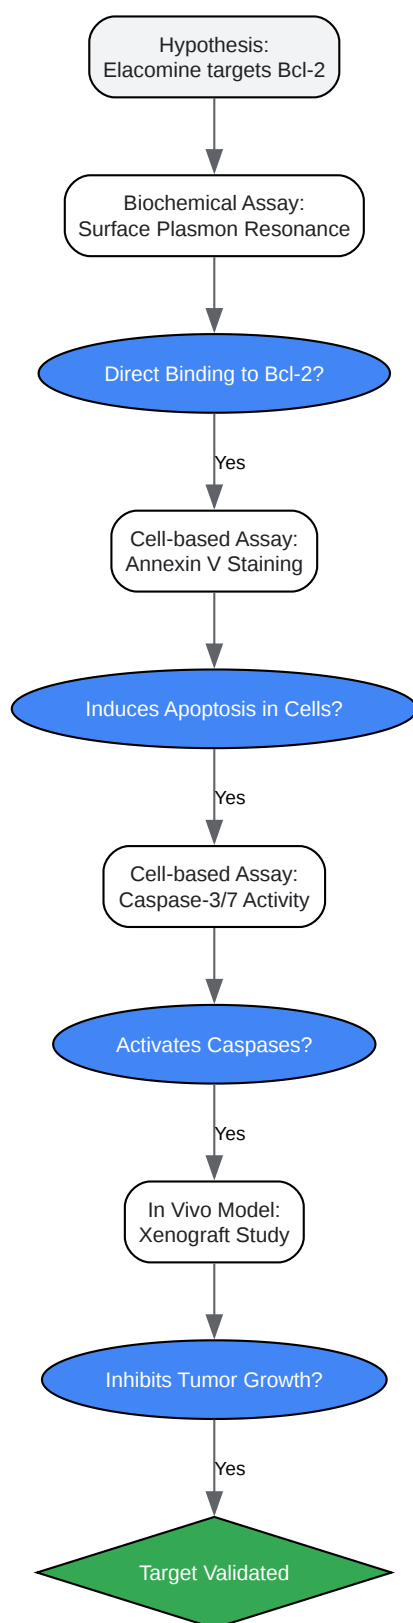 Hypothesis:
Elacomine targets Bcl-2
Biochemical Assay:
Surface Plasmon Resonance
Direct Binding to Bcl-2?
Yes
Cell-based Assay:
Annexin V Staining
Induces Apoptosis in Cells?
Yes
Cell-based Assay:
Caspase-3/7 Activity
Activates Caspases?
Yes
In Vivo Model:
Xenograft Study
Inhibits Tumor Growth?
Yes
Target Validated